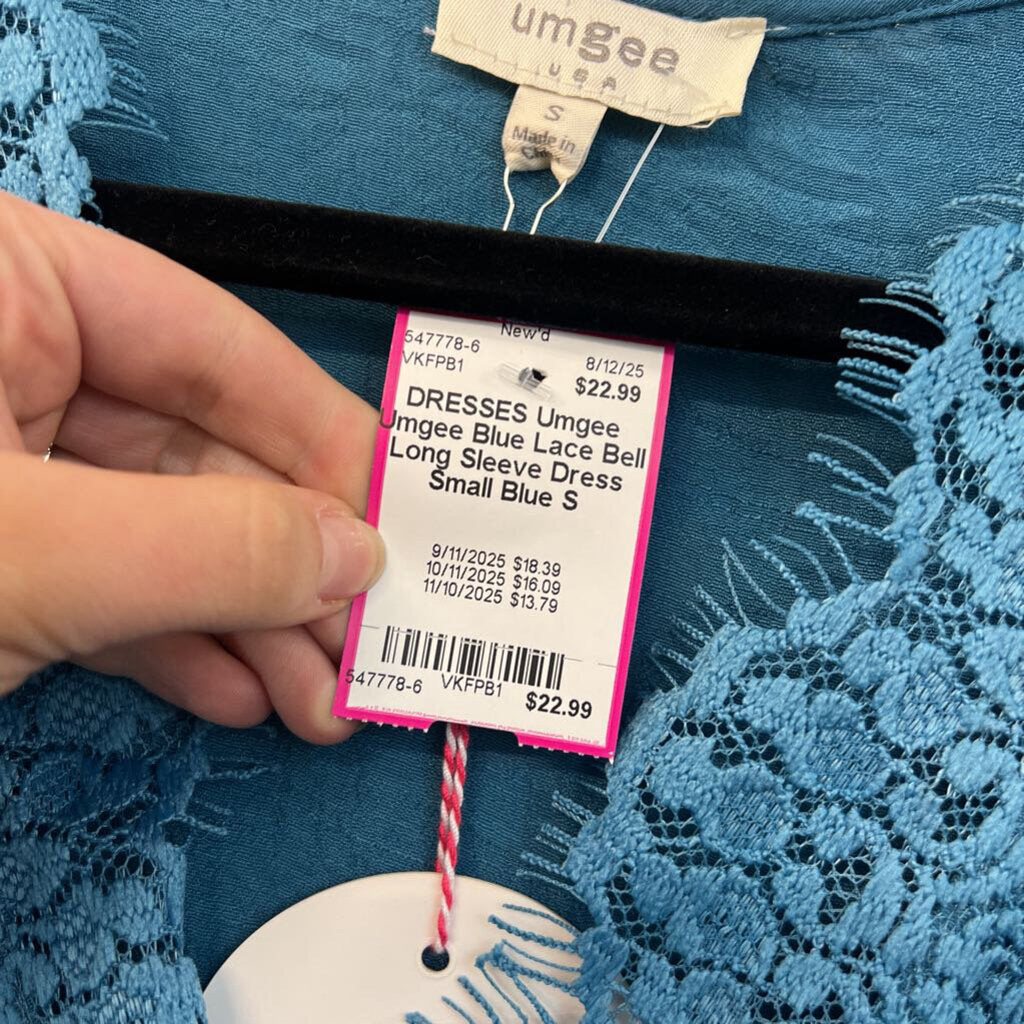 umgee
USA
S
Made in
New'd
547778-6
VKFPB1
8/12/25
$22.99
DRESSES Umgee
Umgee Blue Lace Bell
Long Sleeve Dress
Small Blue S
9/11/2025 $18.39
10/11/2025 $16.09
11/10/2025 $13.79
547778-6 VKFPB1 $22.99